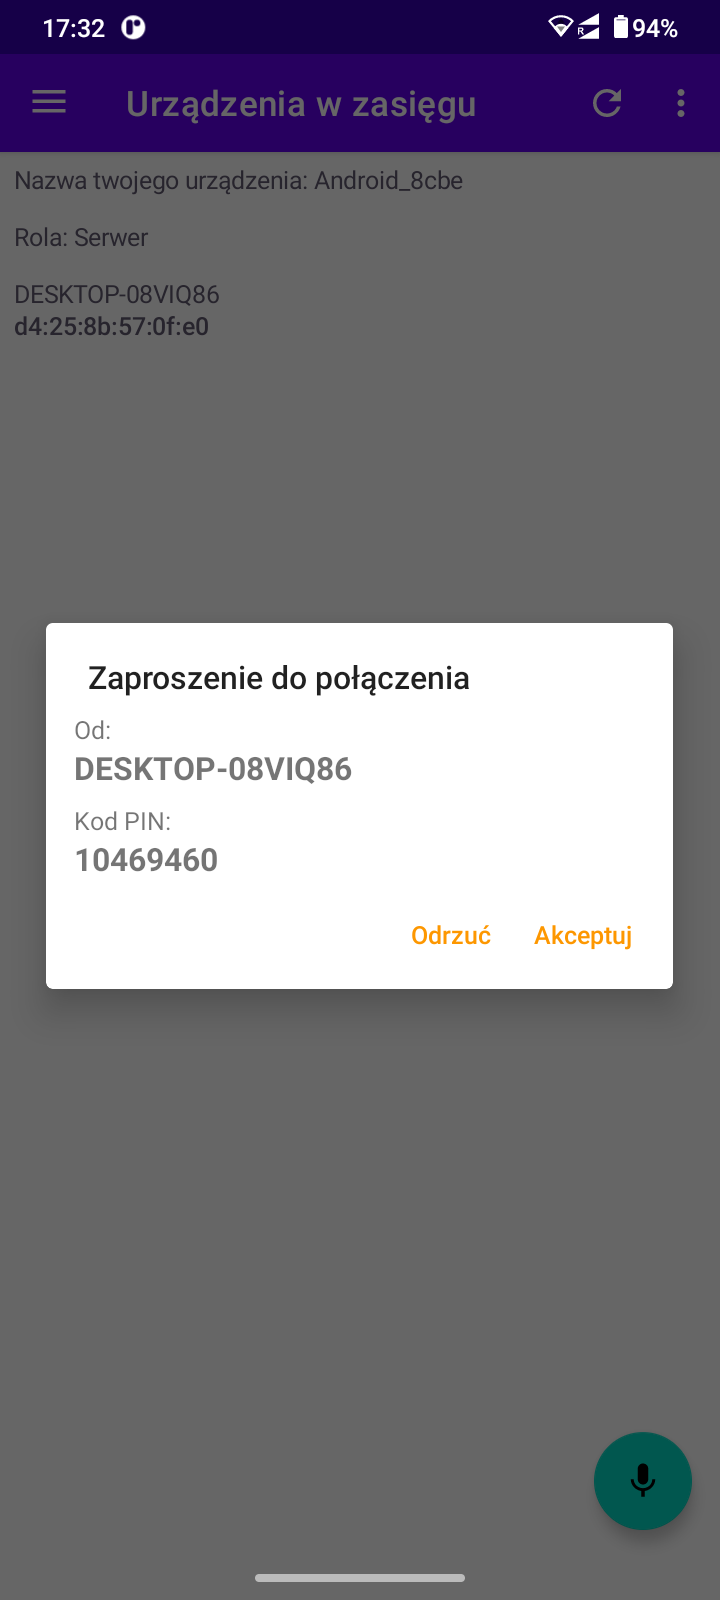 17:32
94%
Urządzenia w zasięgu
Nazwa twojego urządzenia: Android_8cbe
Rola: Serwer
DESKTOP-08VIQ86
d4:25:8b:57:0f:e0
Zaproszenie do połączenia
Od:
DESKTOP-08VIQ86
Kod PIN:
10469460
Odrzuć Akceptuj